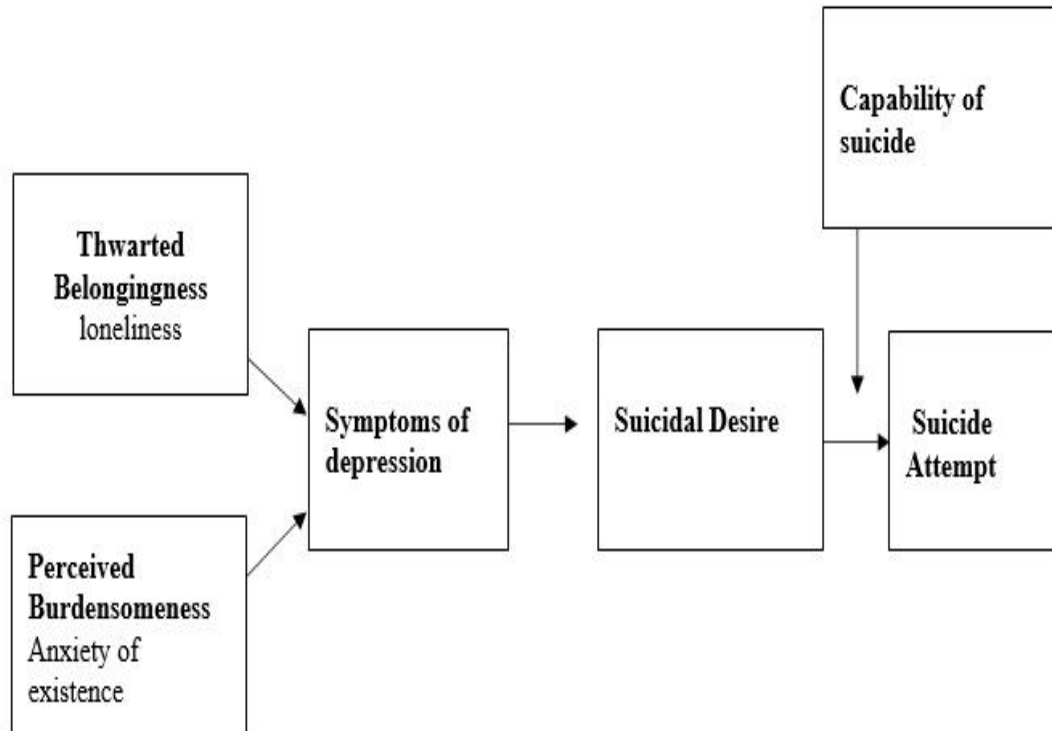 Capability of
suicide
Thwarted
Belongingness
loneliness
Symptoms of
depression
Suicidal Desire
Suicide
Attempt
Perceived
Burdensomeness
Anxiety of
existence